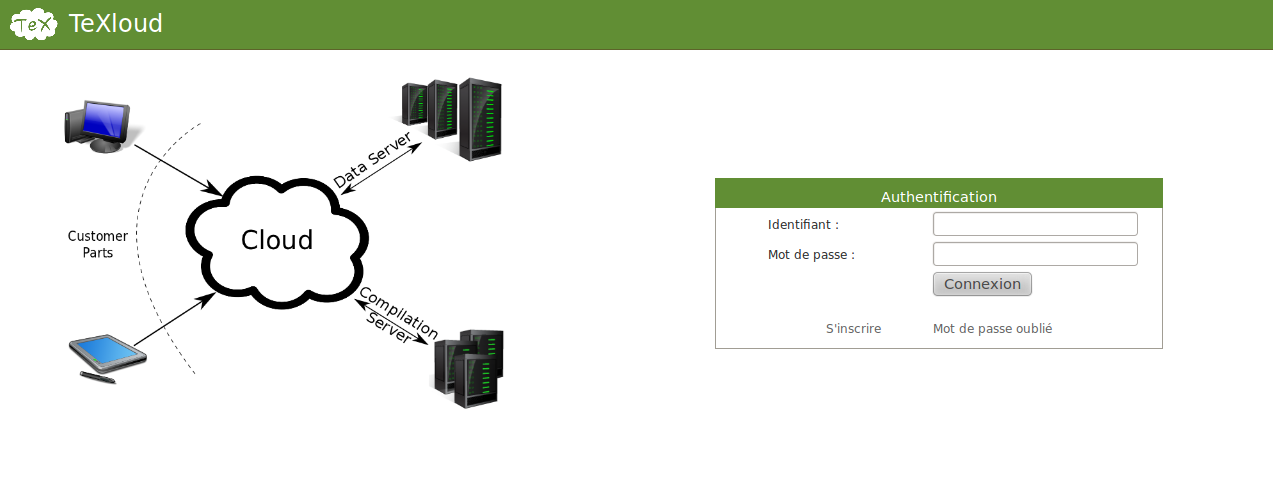 TeX TeXloud
Data Server
Customer
Parts
Cloud
Compilation
Server
Authentification
Identifiant :
Mot de passe :
Connexion
S'inscrire Mot de passe oublié